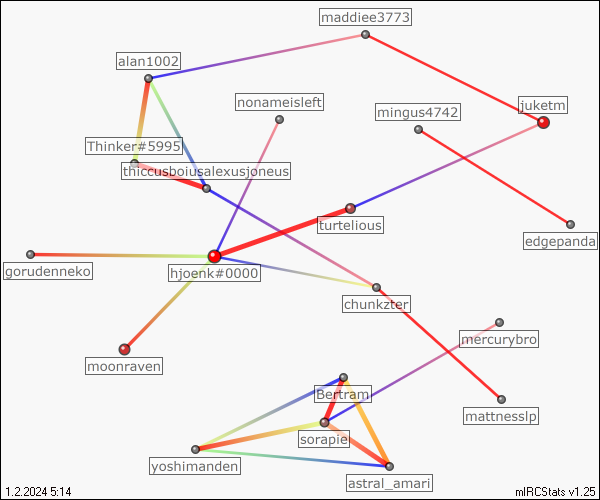 maddiee3773
alan1002
nonameisleft
mingus4742
juketm
Thinker#5995
thiccusboiusalexusjoneus
turtelious
edgepanda
gorudenneko
hjoenk#0000
chunkzter
mercurybro
moonraven
Bertram
mattnesslp
sorapie
yoshimanden
astral_amari
1.2.2024 5:14
mIRCStats v1.25